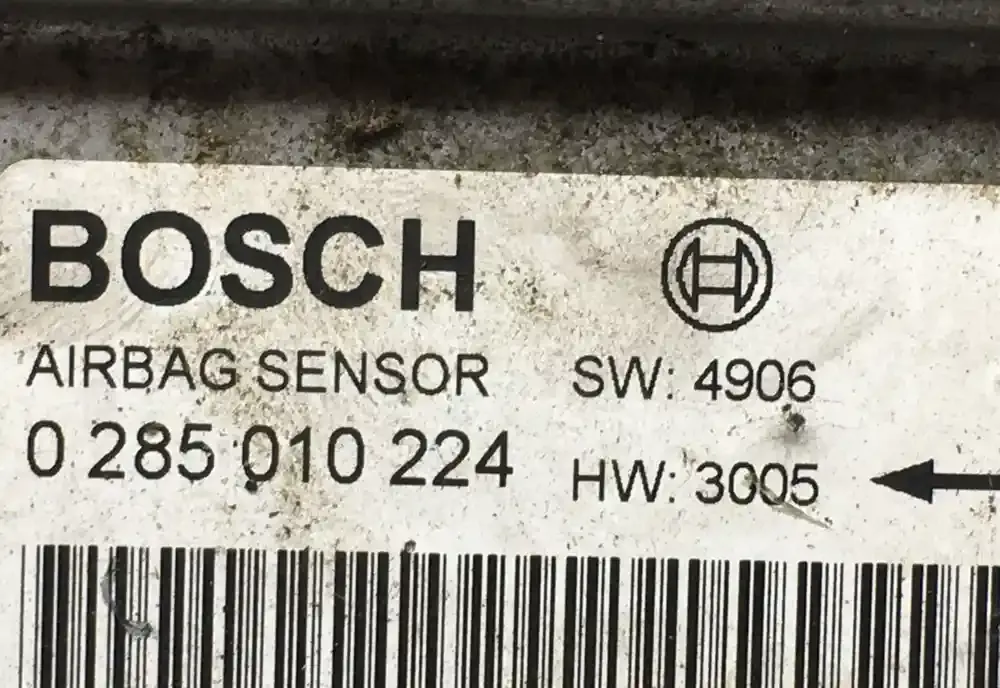 BOSCH
AIRBAG SENSOR SW: 4906
0 285 010 224 HW: 3005